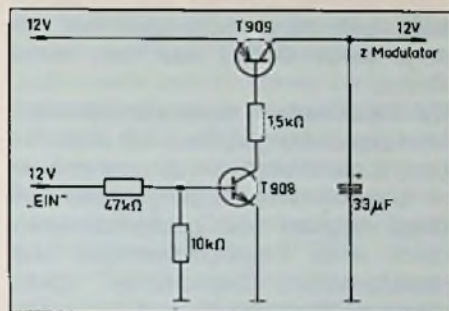 12V
T909
12V
z Modulator
1,5kΩ
12V
„EIN"
T908
47kΩ
10kΩ
+
33µF